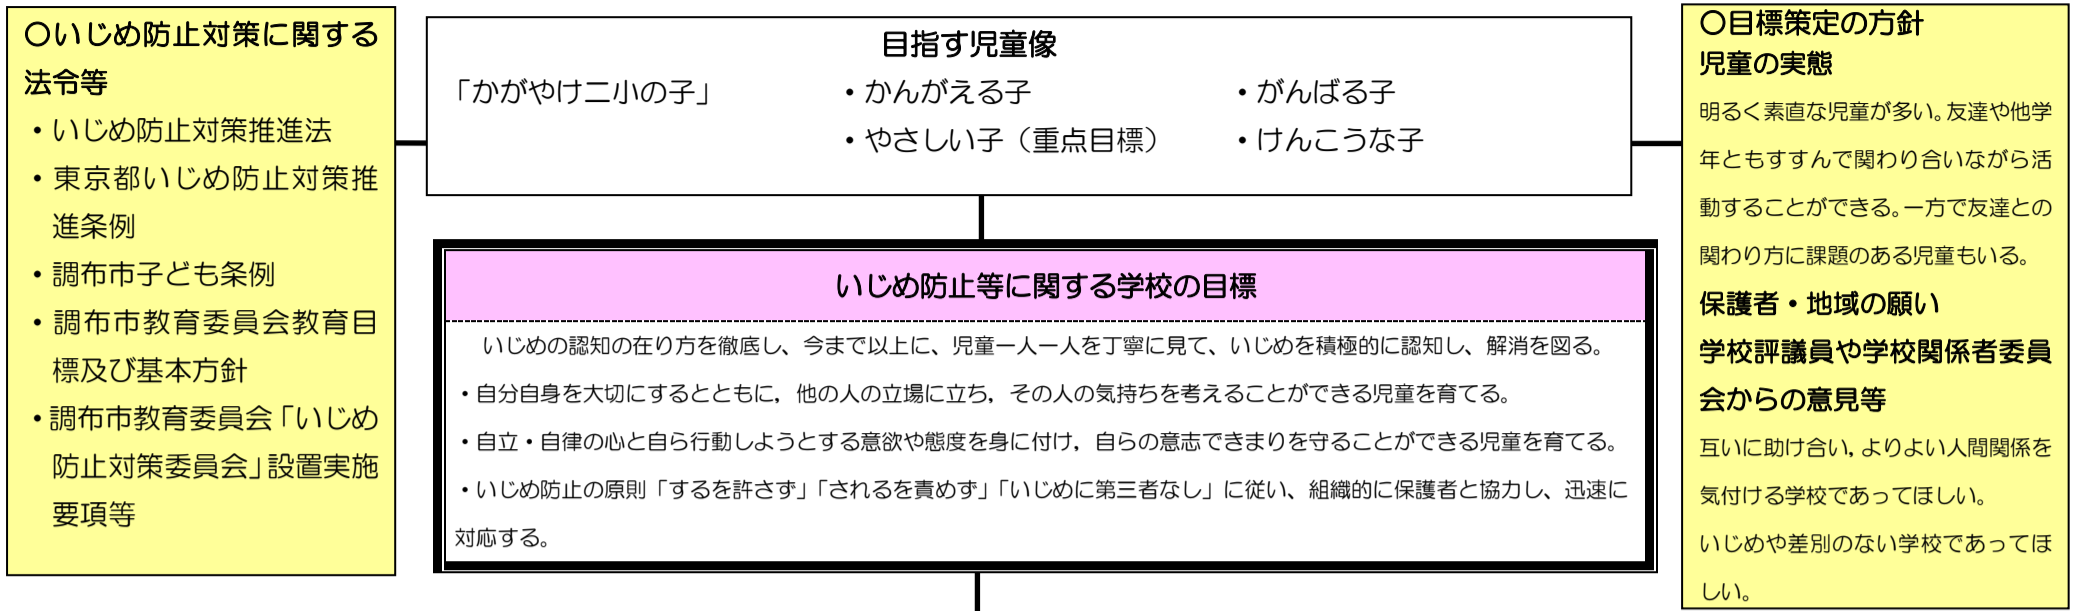 〇いじめ防止対策に関する
法令等
・いじめ防止対策推進法
・東京都いじめ防止対策推
進条例
・調布市子ども条例
・調布市教育委員会教育目
標及び基本方針
・調布市教育委員会「いじめ
防止対策委員会」設置実施
要項等
目指す児童像
「かがやけ二小の子」 ・かんがえる子 ・がんばる子
・やさしい子（重点目標） ・けんこうな子
いじめ防止等に関する学校の目標
いじめの認知の在り方を徹底し、今まで以上に、児童一人一人を丁寧に見て、いじめを積極的に認知し、解消を図る。
・自分自身を大切にするとともに，他の人の立場に立ち，その人の気持ちを考えることができる児童を育てる。
・自立・自律の心と自ら行動しようとする意欲や態度を身に付け，自らの意志できまりを守ることができる児童を育てる。
・いじめ防止の原則「するを許さず」「されるを責めず」「いじめに第三者なし」に従い、組織的に保護者と協力し、迅速に
対応する。
〇目標策定の方針
児童の実態
明るく素直な児童が多い。友達や他学
年ともすすんで関わり合いながら活
動することができる。一方で友達との
関わり方に課題のある児童もいる。
保護者・地域の願い
学校評議員や学校関係者委員
会からの意見等
互いに助け合い，よりよい人間関係を
気付ける学校であってほしい。
いじめや差別のない学校であってほ
しい。